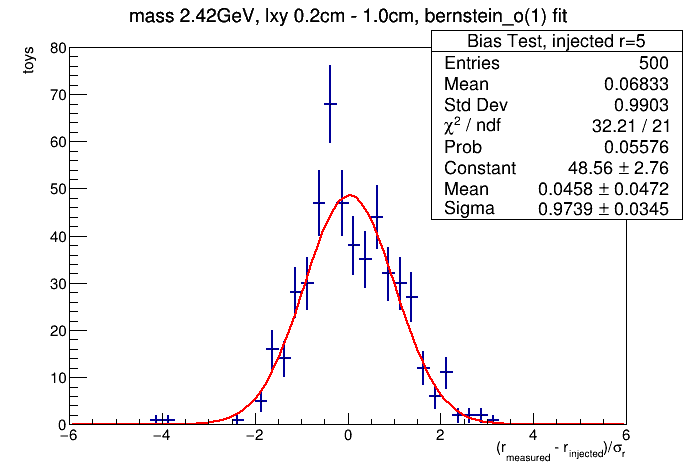 mass 2.42GeV, lxy 0.2cm - 1.0cm, bernstein_o(1) fit
Bias Test, injected r=5
Entries 500
Mean 0.06833
Std Dev 0.9903
χ² / ndf 32.21 / 21
Prob 0.05576
Constant 48.56 ± 2.76
Mean 0.0458 ± 0.0472
Sigma 0.9739 ± 0.0345
toys
80
70
60
50
40
30
20
10
0
−6 −4 −2 0 2 4 6
(r_measured - r_injected)/σ_r